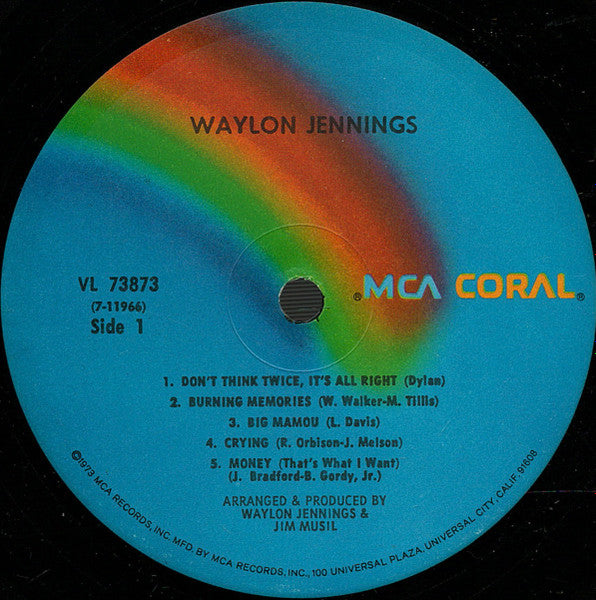 WAYLON JENNINGS
VL 73873
(7-11966)
Side 1
®MCA CORAL®
1. DON'T THINK TWICE, IT'S ALL RIGHT (Dylan)
2. BURNING MEMORIES (W. Walker-M. Tillis)
3. BIG MAMOU (L. Davis)
4. CRYING (R. Orbison-J. Melson)
5. MONEY (That's What I Want)
(J. Bradford-B. Gordy, Jr.)
ARRANGED & PRODUCED BY
WAYLON JENNINGS &
JIM MUSIL
©1973 MCA RECORDS, INC. MFD. BY MCA RECORDS, INC., 100 UNIVERSAL PLAZA, UNIVERSAL CITY, CALIF. 91608